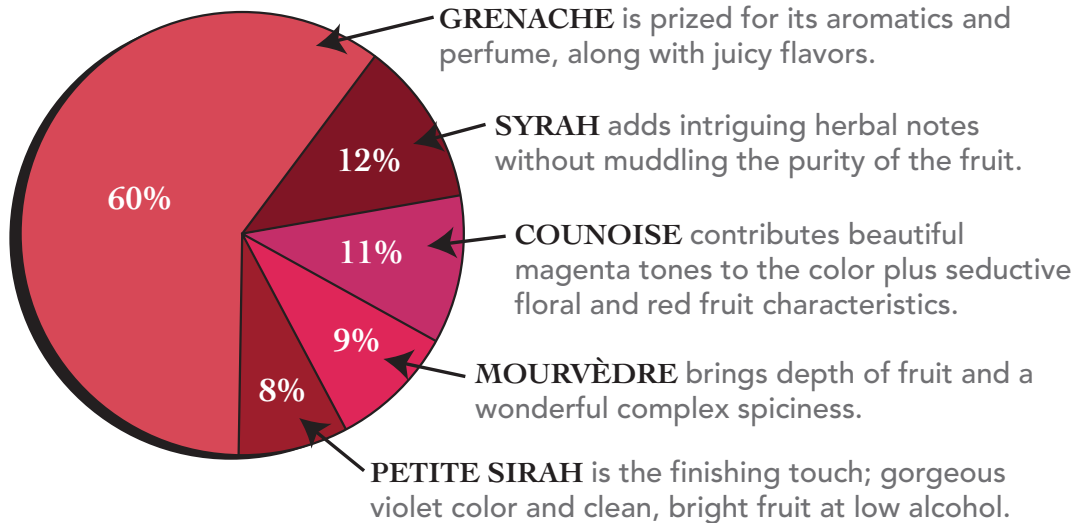 GRENACHE is prized for its aromatics and
perfume, along with juicy flavors.
SYRAH adds intriguing herbal notes
without muddling the purity of the fruit.
12%
60%
COUNOISE contributes beautiful
magenta tones to the color plus seductive
floral and red fruit characteristics.
11%
9%
MOURVÈDRE brings depth of fruit and a
wonderful complex spiciness.
8%
PETITE SIRAH is the finishing touch; gorgeous
violet color and clean, bright fruit at low alcohol.